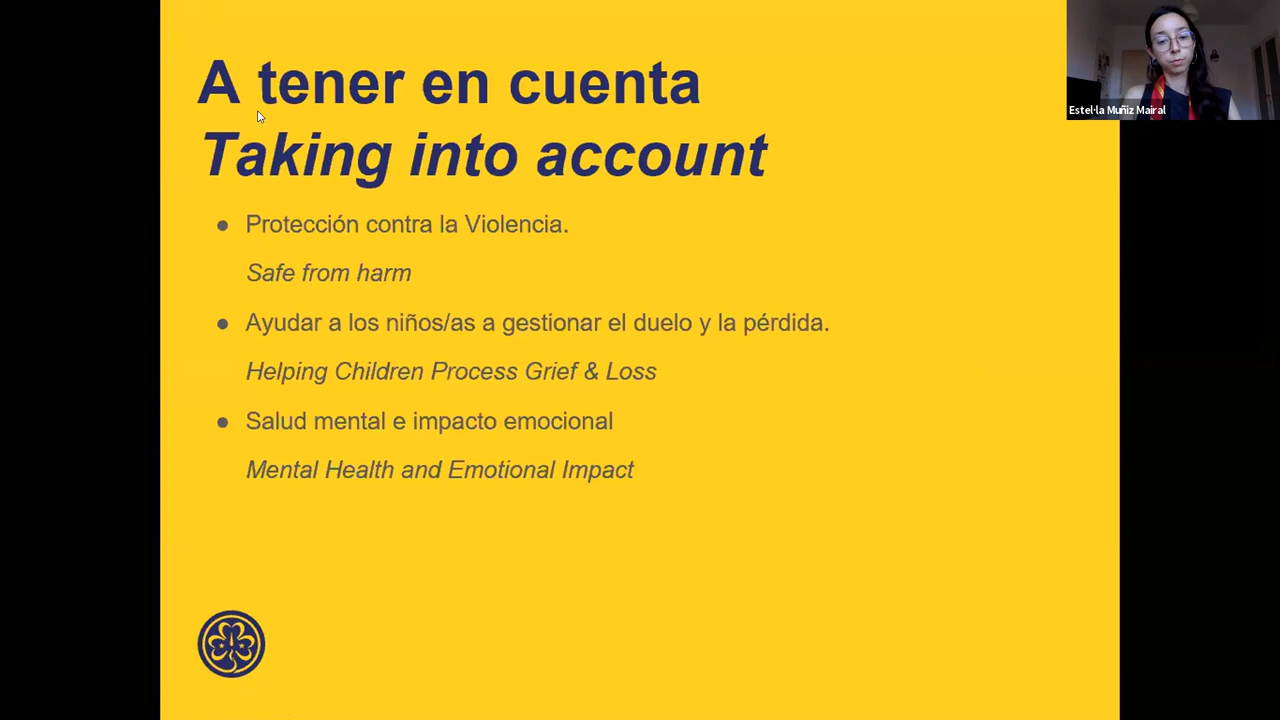 A tener en cuenta
Taking into account
Estel·la Muñiz Mairal
● Protección contra la Violencia.
Safe from harm
● Ayudar a los niños/as a gestionar el duelo y la pérdida.
Helping Children Process Grief & Loss
● Salud mental e impacto emocional
Mental Health and Emotional Impact